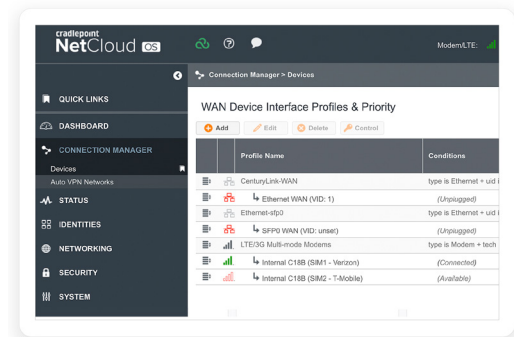 cradlepoint
NetCloud OS
Modem/LTE:
Connection Manager > Devices
QUICK LINKS
DASHBOARD
CONNECTION MANAGER
Devices
Auto VPN Networks
STATUS
IDENTITIES
NETWORKING
SECURITY
SYSTEM
WAN Device Interface Profiles & Priority
Add Edit Delete Control
Profile Name Conditions
CenturyLink-WAN type is Ethernet + uid i
Ethernet WAN (VID: 1) (Unplugged)
Ethernet-sfp0 type is Ethernet + uid i
SFP0 WAN (VID: unset) (Unplugged)
LTE/3G Multi-mode Modems type is Modem + tech
Internal C18B (SIM1 - Verizon) (Connected)
Internal C18B (SIM2 - T-Mobile) (Available)